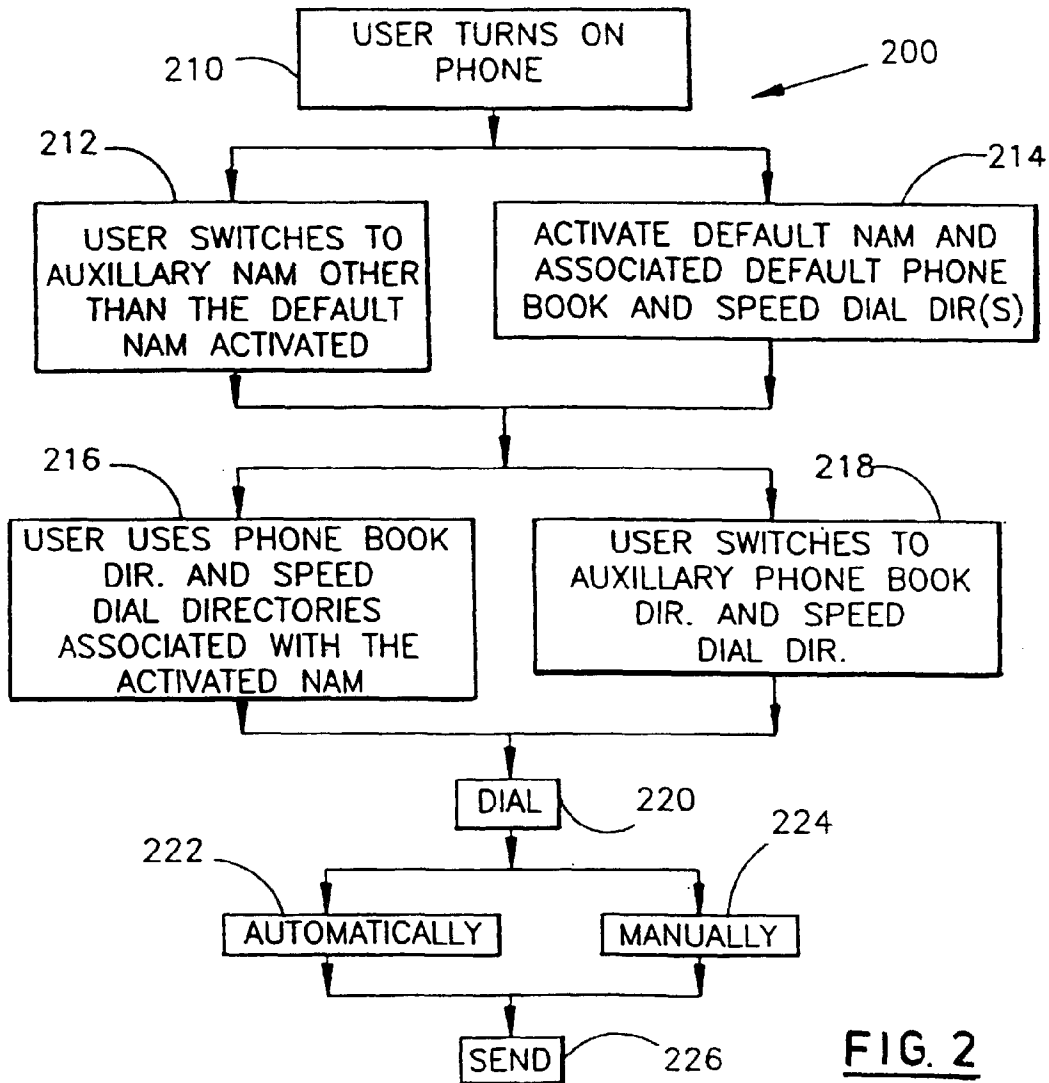 USER TURNS ON
PHONE
210
200
212
214
USER SWITCHES TO
AUXILLARY NAM OTHER
THAN THE DEFAULT
NAM ACTIVATED
ACTIVATE DEFAULT NAM AND
ASSOCIATED DEFAULT PHONE
BOOK AND SPEED DIAL DIR(S)
216
218
USER USES PHONE BOOK
DIR. AND SPEED
DIAL DIRECTORIES
ASSOCIATED WITH THE
ACTIVATED NAM
USER SWITCHES TO
AUXILLARY PHONE BOOK
DIR. AND SPEED
DIAL DIR.
DIAL
220
222
224
AUTOMATICALLY
MANUALLY
SEND
226
FIG. 2